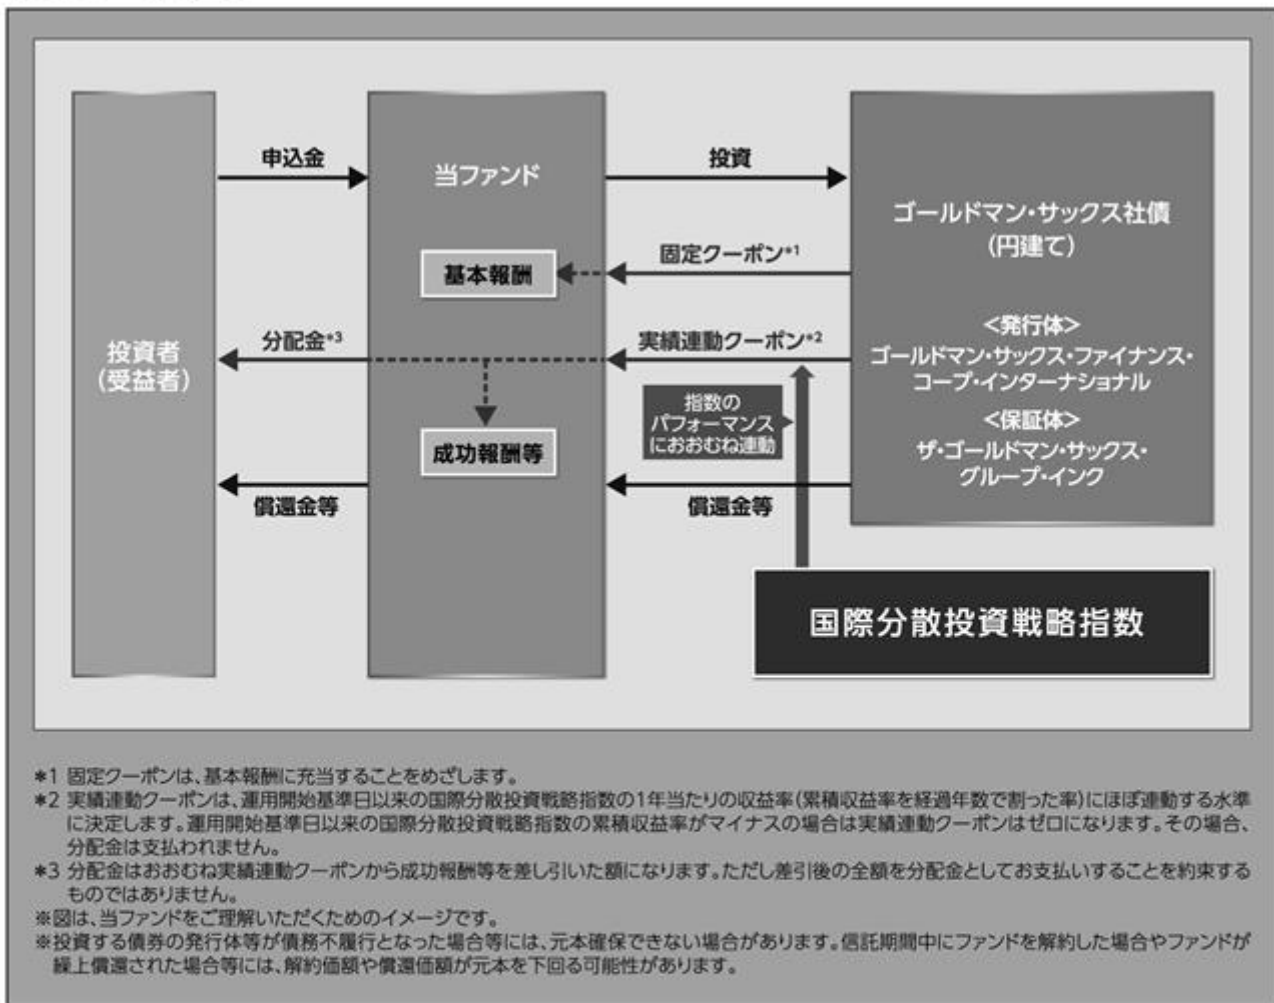 申込金
投資
当ファンド
ゴールドマン・サックス社債
（円建て）
固定クーポン*1
基本報酬
<発行体>
分配金*3
実績連動クーポン*2
投資者
（受益者）
ゴールドマン・サックス・ファイナンス・
コープ・インターナショナル
指数の
パフォーマンス
におおむね連動
<保証体>
成功報酬等
ザ・ゴールドマン・サックス・
グループ・インク
償還金等
償還金等
国際分散投資戦略指数
*1 固定クーポンは、基本報酬に充当することをめざします。
*2 実績連動クーポンは、運用開始基準日以来の国際分散投資戦略指数の1年当たりの収益率（累積収益率を経過年数で割った率）にほぼ連動する水準
に決定します。運用開始基準日以来の国際分散投資戦略指数の累積収益率がマイナスの場合は実績連動クーポンはゼロになります。その場合、
分配金は支払われません。
*3 分配金はおおむね実績連動クーポンから成功報酬等を差し引いた額になります。ただし差引後の全額を分配金としてお支払いすることを約束する
ものではありません。
※図は、当ファンドをご理解いただくためのイメージです。
※投資する債券の発行体等が債務不履行となった場合等には、元本確保できない場合があります。信託期間中にファンドを解約した場合やファンドが
繰上償還された場合等には、解約価額や償還価額が元本を下回る可能性があります。